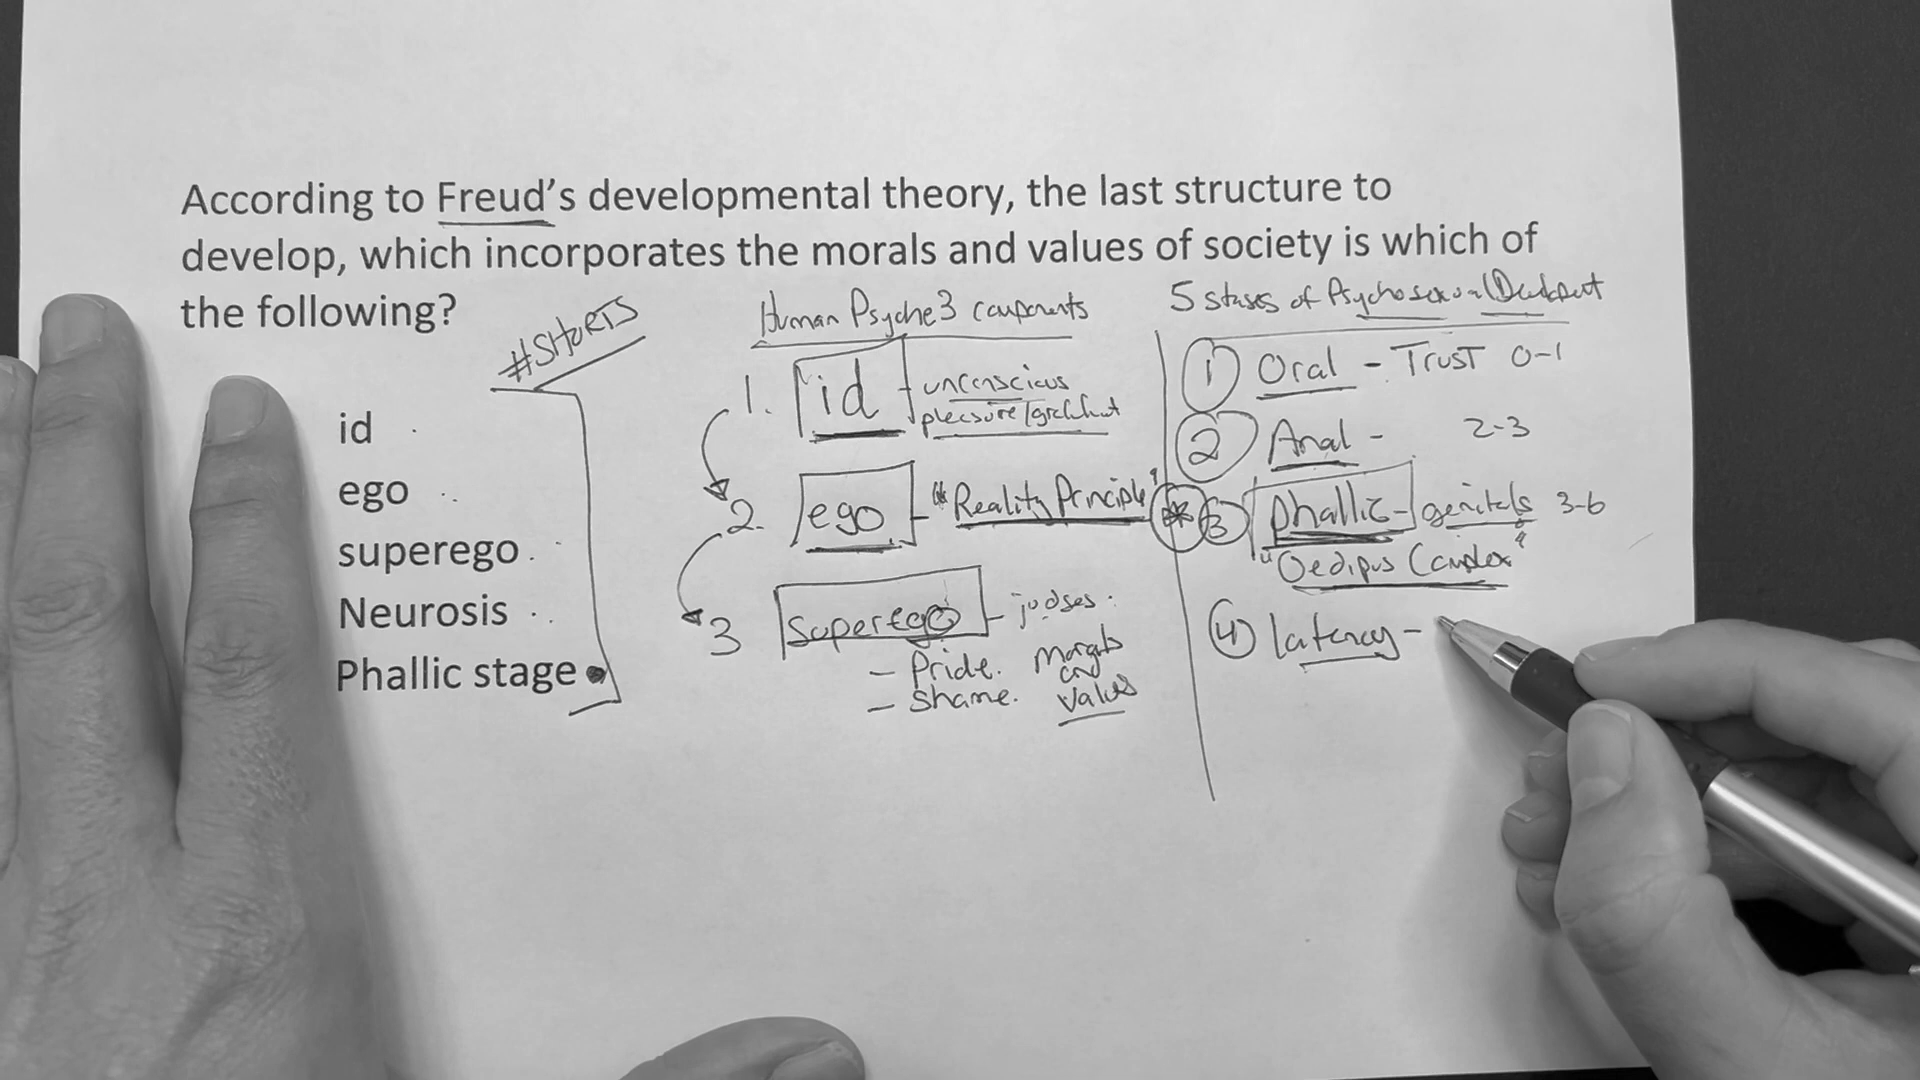 According to Freud's developmental theory, the last structure to
develop, which incorporates the morals and values of society is which of
the following?
#SHORTS
id
ego
superego
Neurosis
Phallic stage
Human Psyche 3 components
1. id
unconscious
pleasure/
2. ego - "Reality Principle"
3 superego - judges.
- Pride.
- Shame.
Morals
and
Values
5 stages of Psychosexual
1 Oral - Trust 0-1
2 Anal - 2-3
* 3 phallic - genitals 3-6
"Oedipus Complex"
4 latency -